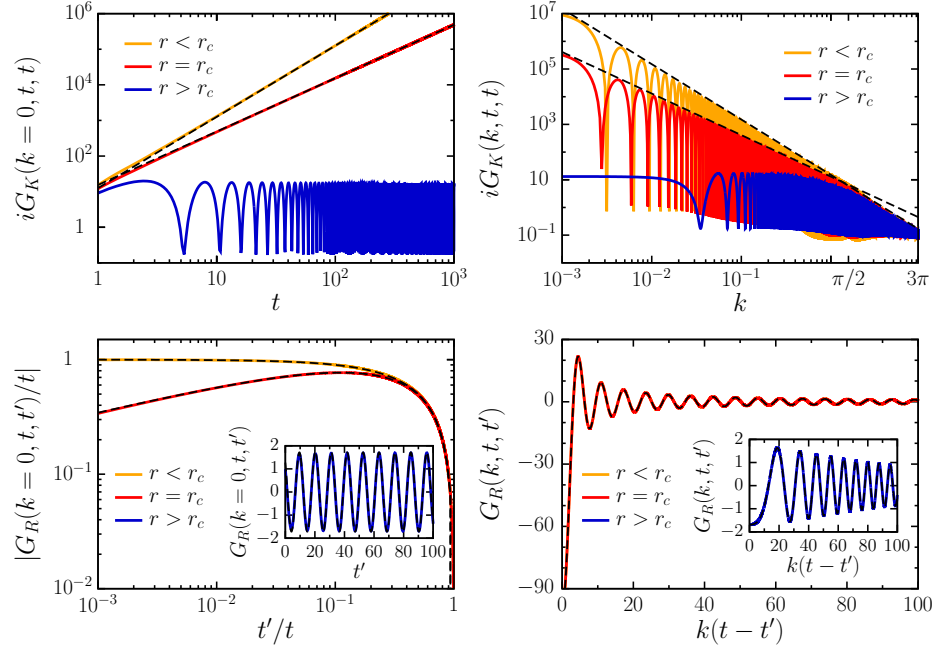 iG_K(k = 0, t, t)
10^6
10^4
10^2
1
r < r_c
r = r_c
r > r_c
1
10
10^2
10^3
t
iG_K(k, t, t)
10^7
10^5
10^3
10
10^{-1}
r < r_c
r = r_c
r > r_c
10^{-3}
10^{-2}
10^{-1}
π/2
3π
k
|G_R(k = 0, t, t')/t|
1
10^{-1}
10^{-2}
r < r_c
r = r_c
r > r_c
G_R(k = 0, t, t')
2
1
0
−1
−2
0 20 40 60 80 100
t'
10^{-3}
10^{-2}
10^{-1}
1
t'/t
G_R(k, t, t')
30
0
−30
−60
−90
r < r_c
r = r_c
r > r_c
G_R(k, t, t')
2
1
0
−1
−2
0 20 40 60 80 100
k(t − t')
0 20 40 60 80 100
k(t − t')